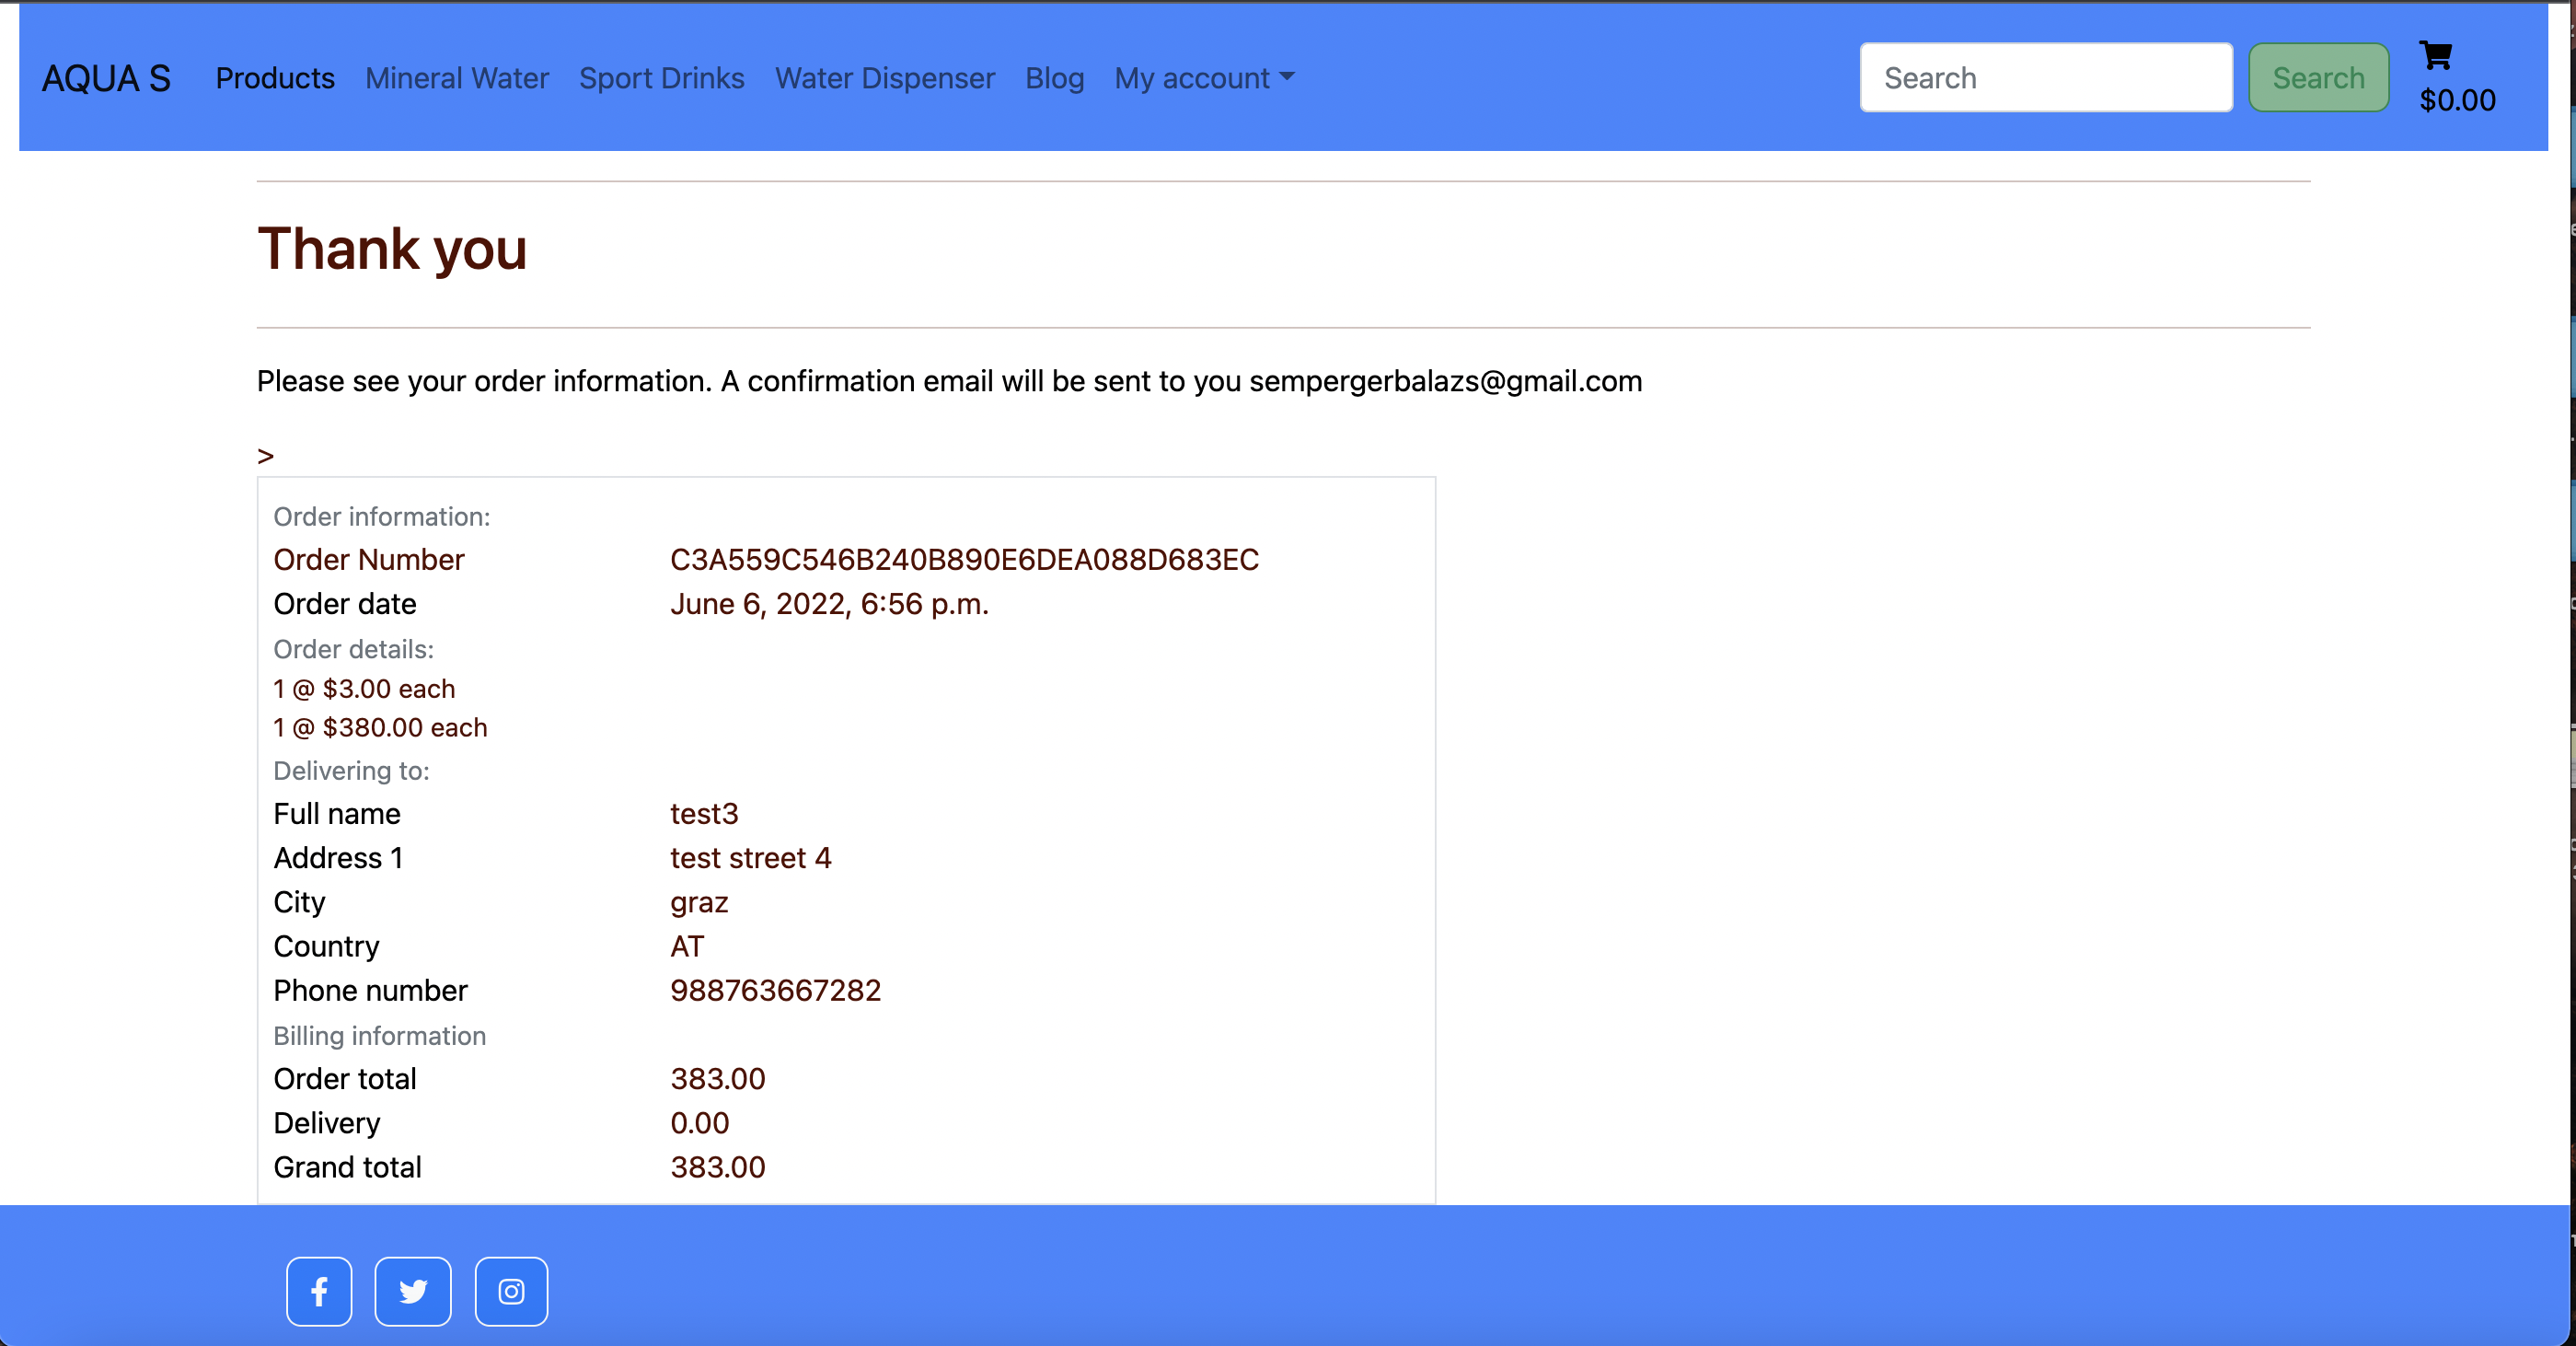 AQUA S Products Mineral Water Sport Drinks Water Dispenser Blog My account Search Search
$0.00
Thank you
Please see your order information. A confirmation email will be sent to you sempergerbalazs@gmail.com
>
Order information:
Order Number C3A559C546B240B890E6DEA088D683EC
Order date June 6, 2022, 6:56 p.m.
Order details:
1 @ $3.00 each
1 @ $380.00 each
Delivering to:
Full name test3
Address 1 test street 4
City graz
Country AT
Phone number 988763667282
Billing information
Order total 383.00
Delivery 0.00
Grand total 383.00